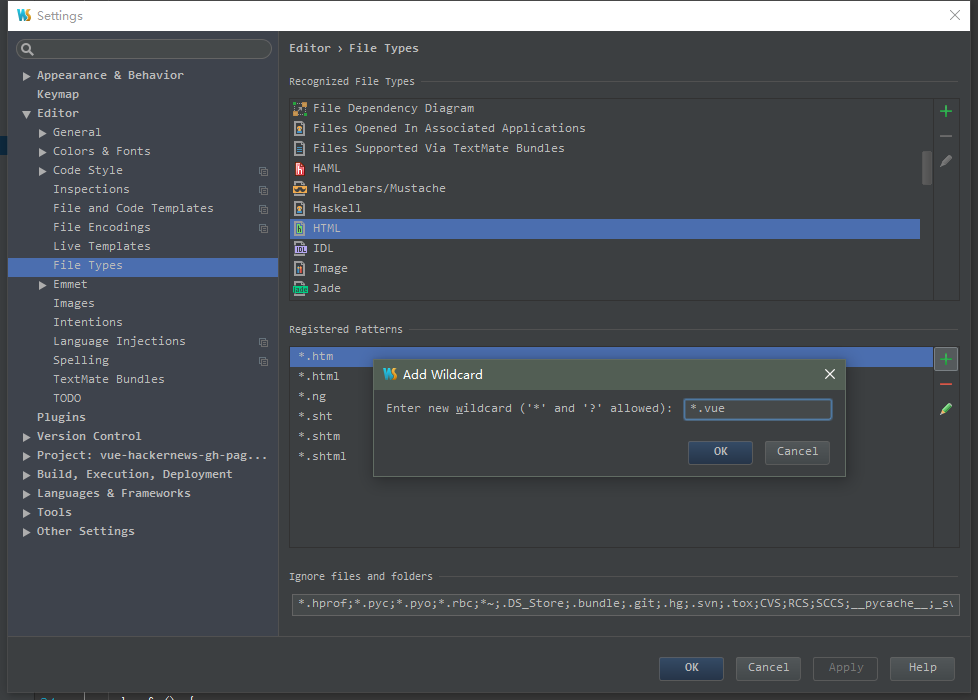 Settings
Appearance & Behavior
Keymap
Editor
General
Colors & Fonts
Code Style
Inspections
File and Code Templates
File Encodings
Live Templates
File Types
Emmet
Images
Intentions
Language Injections
Spelling
TextMate Bundles
TODO
Plugins
Version Control
Project: vue-hackernews-gh-pag...
Build, Execution, Deployment
Languages & Frameworks
Tools
Other Settings
Editor › File Types
Recognized File Types
File Dependency Diagram
Files Opened In Associated Applications
Files Supported Via TextMate Bundles
HAML
Handlebars/Mustache
Haskell
HTML
IDL
Image
Jade
Registered Patterns
*.htm
*.html
*.ng
*.sht
*.shtm
*.shtml
Add Wildcard
Enter new wildcard ('*' and '?' allowed): *.vue
OK Cancel
Ignore files and folders
*.hprof;*.pyc;*.pyo;*.rbc;*~;.DS_Store;.bundle;.git;.hg;.svn;.tox;CVS;RCS;SCCS;__pycache__;_s
OK Cancel Apply Help